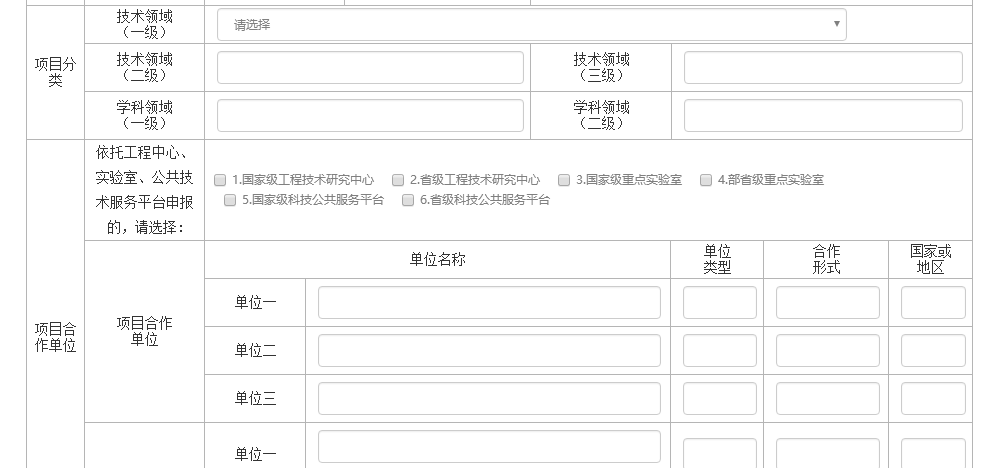 技术领域
（一级）
请选择
项目分
类
技术领域
（二级）
技术领域
（三级）
学科领域
（一级）
学科领域
（二级）
依托工程中心、
实验室、公共技
术服务平台申报
的，请选择：
1.国家级工程技术研究中心 2.省级工程技术研究中心 3.国家级重点实验室 4.部省级重点实验室
5.国家级科技公共服务平台 6.省级科技公共服务平台
项目合
作单位
项目合作
单位
单位名称
单位
类型
合作
形式
国家或
地区
单位一
单位二
单位三
单位一